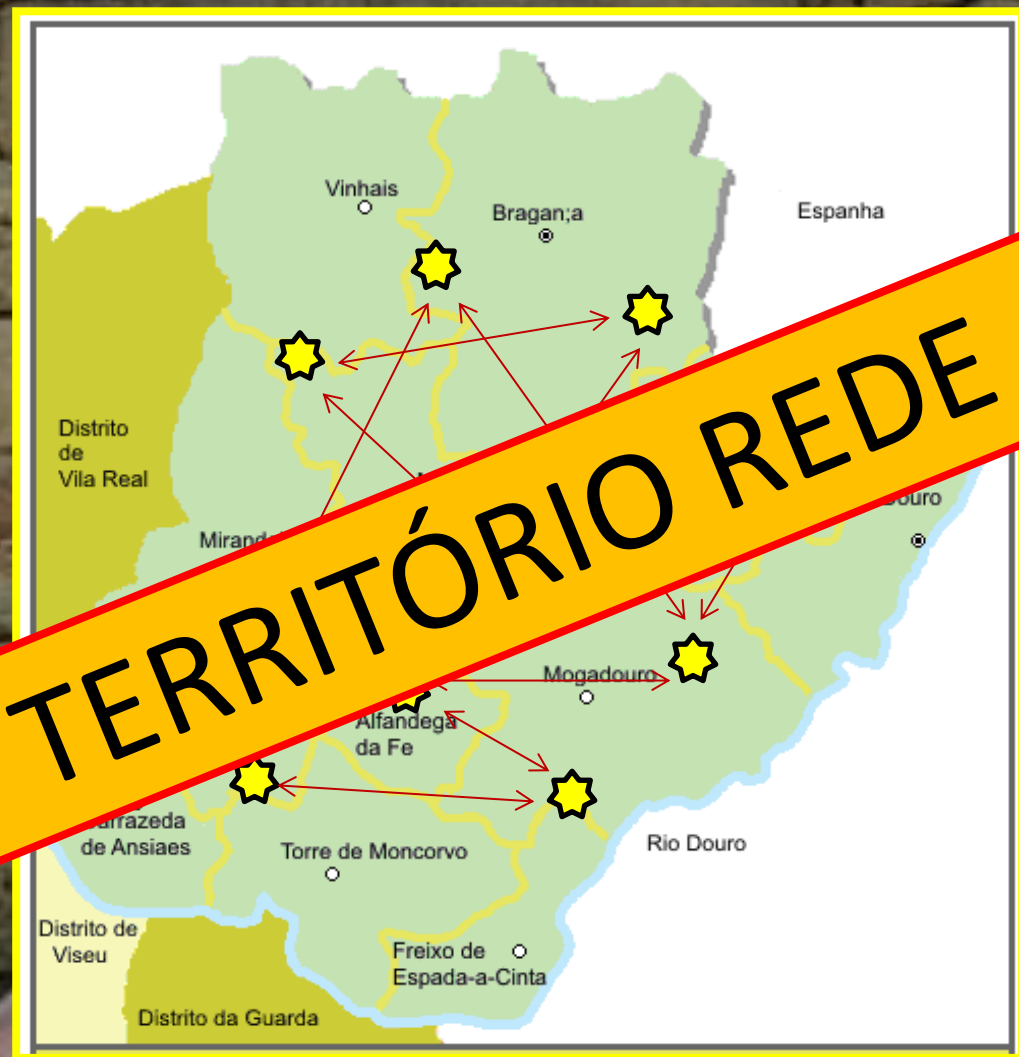 Vinhais
Bragan;a
Espanha
Distrito
de
Vila Real
TERRITÓRIO REDE
Mogadouro
Alfandega
da Fe
de Ansiaes
Torre de Moncorvo
Rio Douro
Distrito de
Viseu
Freixo de
Espada-a-Cinta
Distrito da Guarda